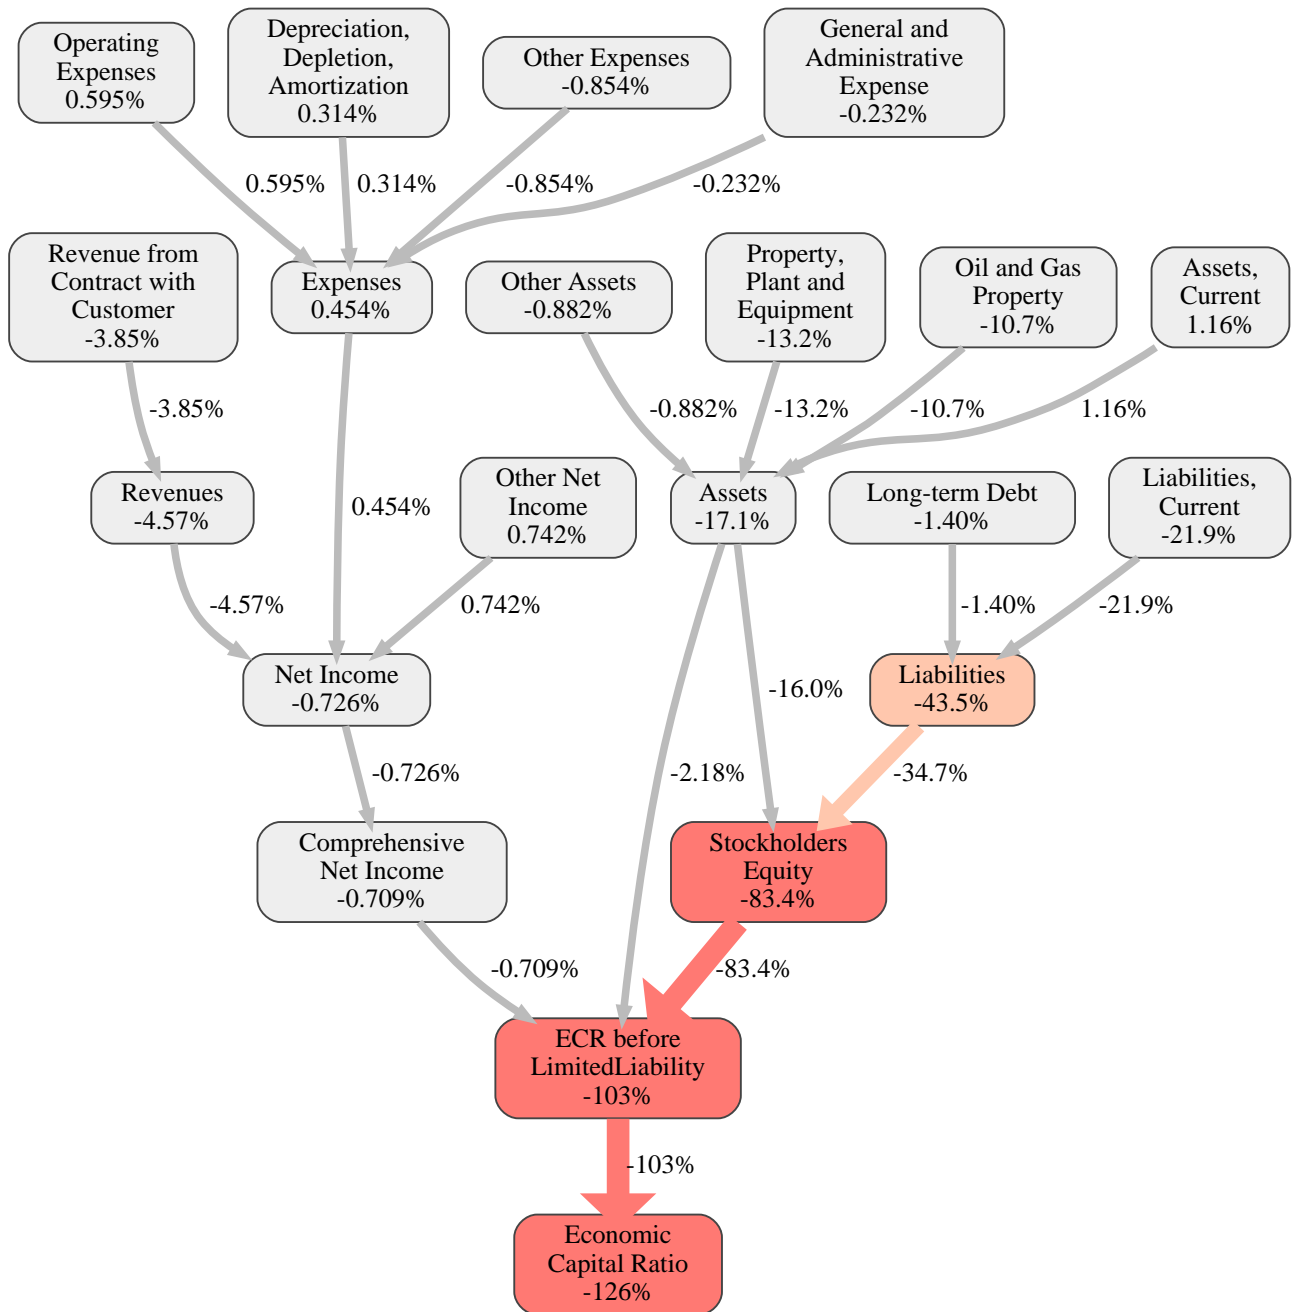 Operating
Expenses
0.595%
Depreciation,
Depletion,
Amortization
0.314%
Other Expenses
-0.854%
General and
Administrative
Expense
-0.232%
0.595%
0.314%
-0.854%
-0.232%
Revenue from
Contract with
Customer
-3.85%
Expenses
0.454%
Other Assets
-0.882%
Property,
Plant and
Equipment
-13.2%
Oil and Gas
Property
-10.7%
Assets,
Current
1.16%
-3.85%
-0.882%
-13.2%
-10.7%
1.16%
Revenues
-4.57%
0.454%
Other Net
Income
0.742%
Assets
-17.1%
Long-term Debt
-1.40%
Liabilities,
Current
-21.9%
-4.57%
0.742%
-1.40%
-21.9%
Net Income
-0.726%
-16.0%
Liabilities
-43.5%
-0.726%
-2.18%
-34.7%
Comprehensive
Net Income
-0.709%
Stockholders
Equity
-83.4%
-0.709%
-83.4%
ECR before
LimitedLiability
-103%
-103%
Economic
Capital Ratio
-126%